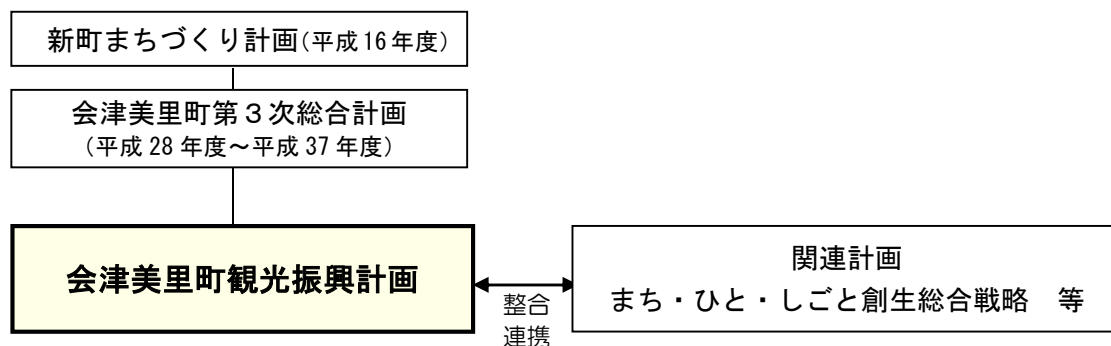 新町まちづくり計画（平成16年度）
会津美里町第３次総合計画
（平成28年度～平成37年度）
会津美里町観光振興計画
整合
連携
関連計画
まち・ひと・しごと創生総合戦略　等